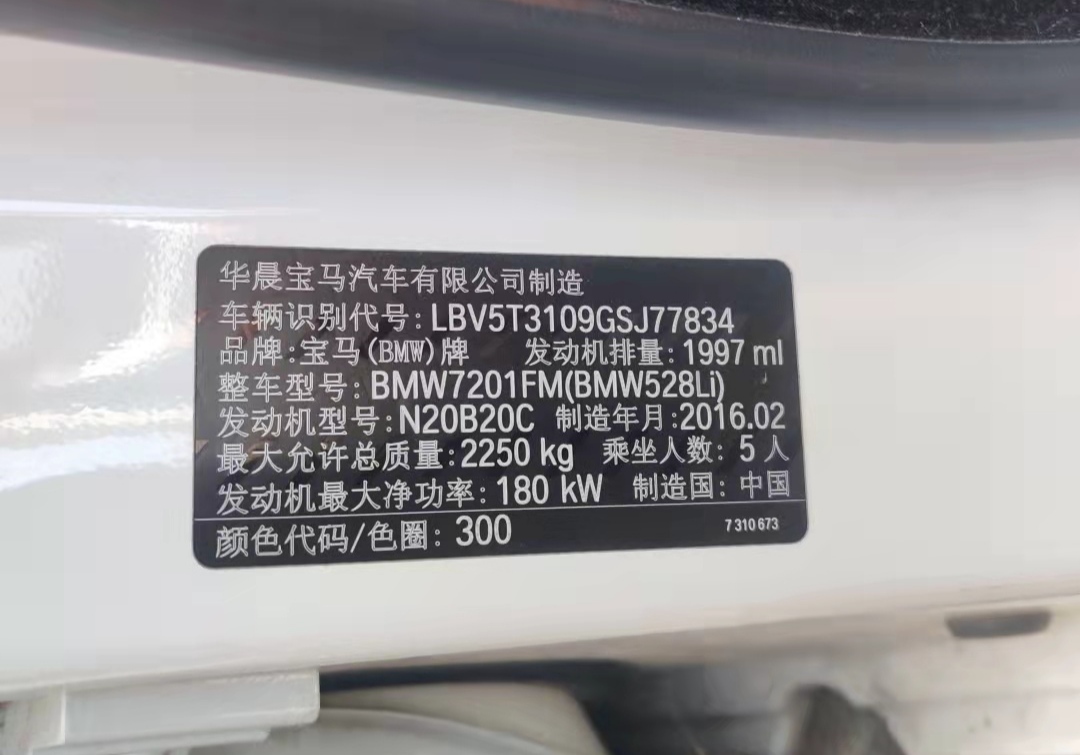 华晨宝马汽车有限公司制造
车辆识别代号: LBV5T3109GSJ77834
品牌: 宝马(BMW)牌 发动机排量: 1997 ml
整车型号: BMW7201FM(BMW528Li)
发动机型号: N20B20C 制造年月: 2016.02
最大允许总质量: 2250 kg 乘坐人数: 5 人
发动机最大净功率: 180 kW 制造国: 中国
颜色代码/色圈: 300 7 310 673